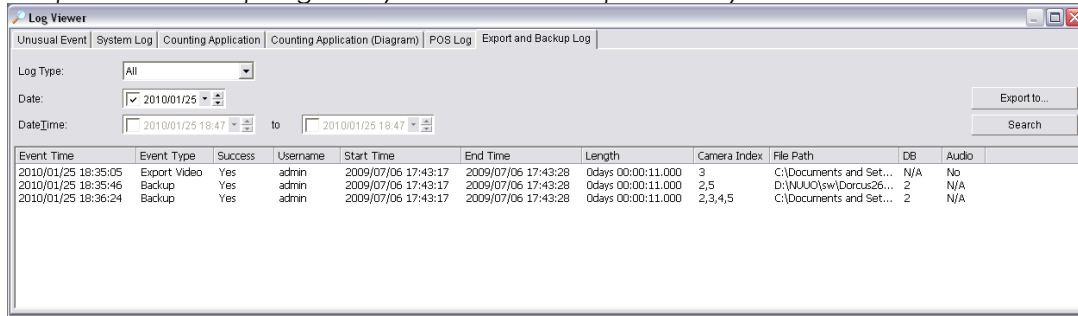 Log Viewer
Unusual Event System Log Counting Application Counting Application (Diagram) POS Log Export and Backup Log
Log Type: All
Date: 2010/01/25 Export to...
DateTime: 2010/01/25 18:47 to 2010/01/25 18:47 Search
Event Time Event Type Success Username Start Time End Time Length Camera Index File Path DB Audio
2010/01/25 18:35:05 Export Video Yes admin 2009/07/06 17:43:17 2009/07/06 17:43:28 0days 00:00:11.000 3 C:\Documents and Set... N/A No
2010/01/25 18:35:46 Backup Yes admin 2009/07/06 17:43:17 2009/07/06 17:43:28 0days 00:00:11.000 2,5 D:\NUUO\sw\Dorcus26... 2 N/A
2010/01/25 18:36:24 Backup Yes admin 2009/07/06 17:43:17 2009/07/06 17:43:28 0days 00:00:11.000 2,3,4,5 C:\Documents and Set... 2 N/A